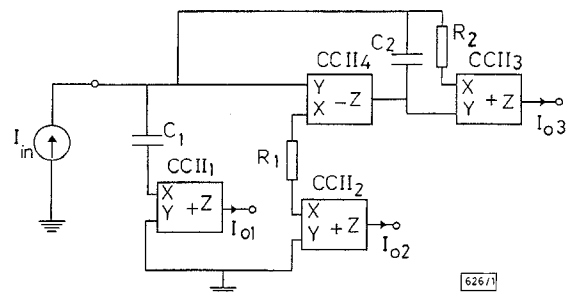 C2
R2
CCII4
CCII3
Y
X
-Z
X
Y
+Z
Io3
Iin
C1
R1
CCII1
X
Y
+Z
Io1
CCII2
X
Y
+Z
Io2
626/1